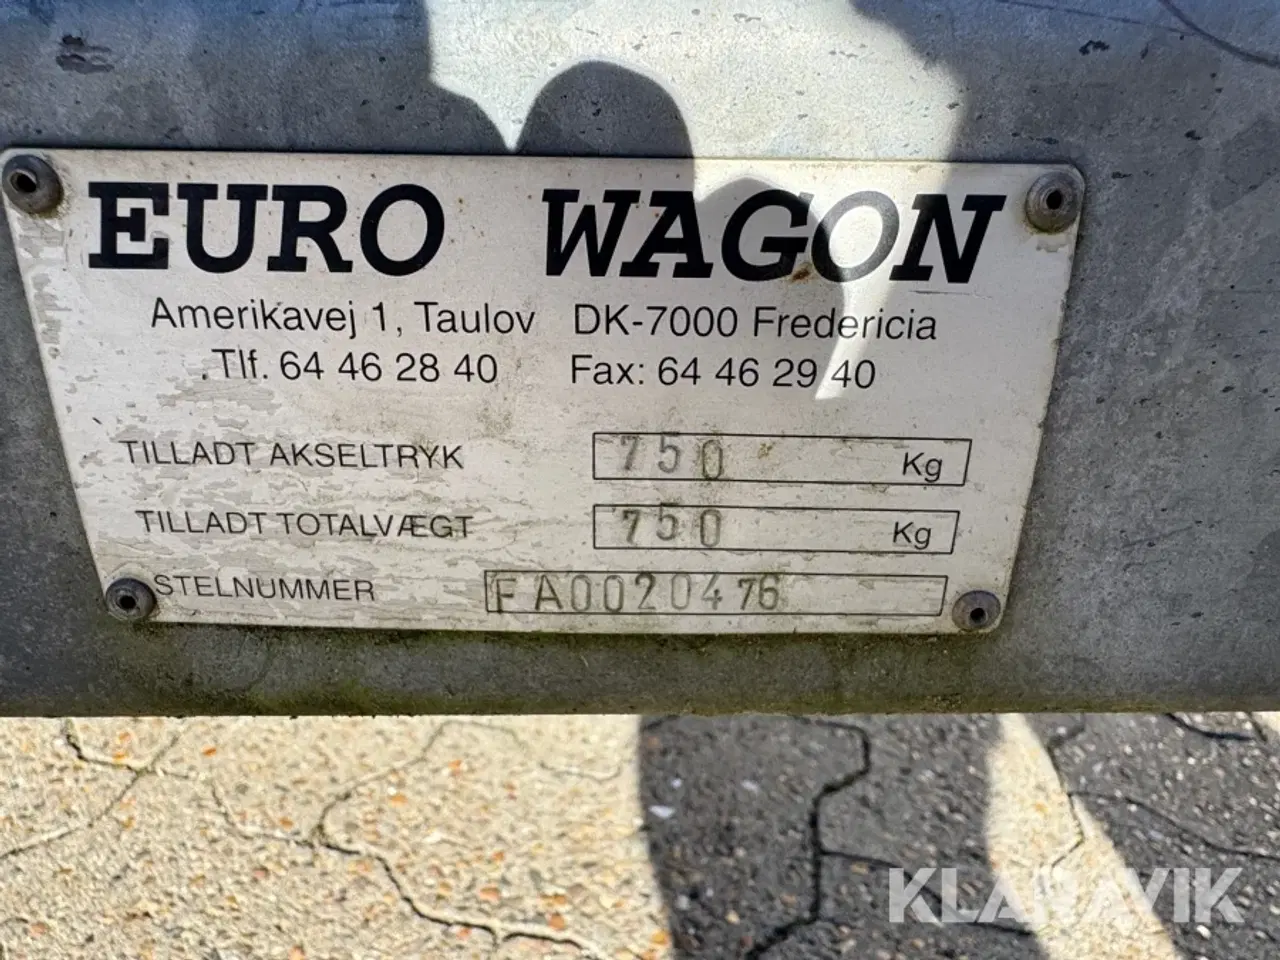 EURO WAGON
Amerikavej 1, Taulov DK-7000 Fredericia
Tlf. 64 46 28 40 Fax: 64 46 29 40
TILLADT AKSELTRYK 750 Kg
TILLADT TOTALVÆGT 750 Kg
STELNUMMER FA0020476
KLARAVIK